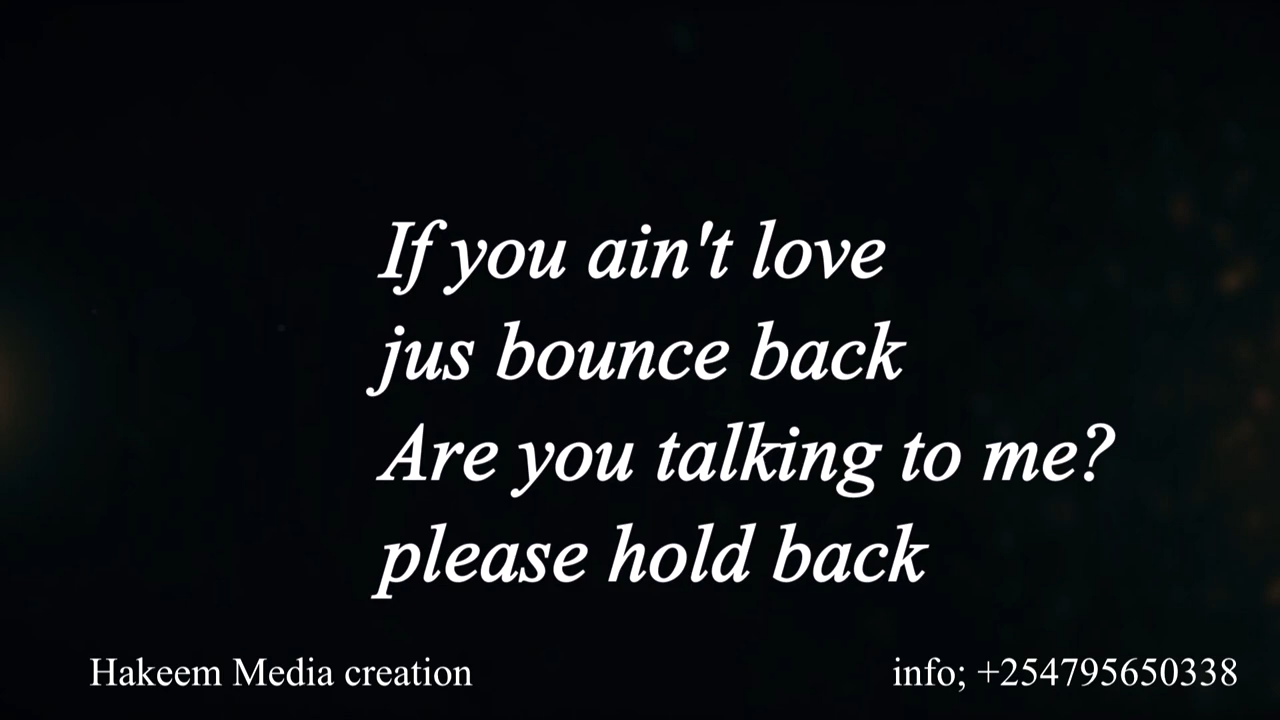 If you ain't love
jus bounce back
Are you talking to me?
please hold back
Hakeem Media creation
info; +254795650338